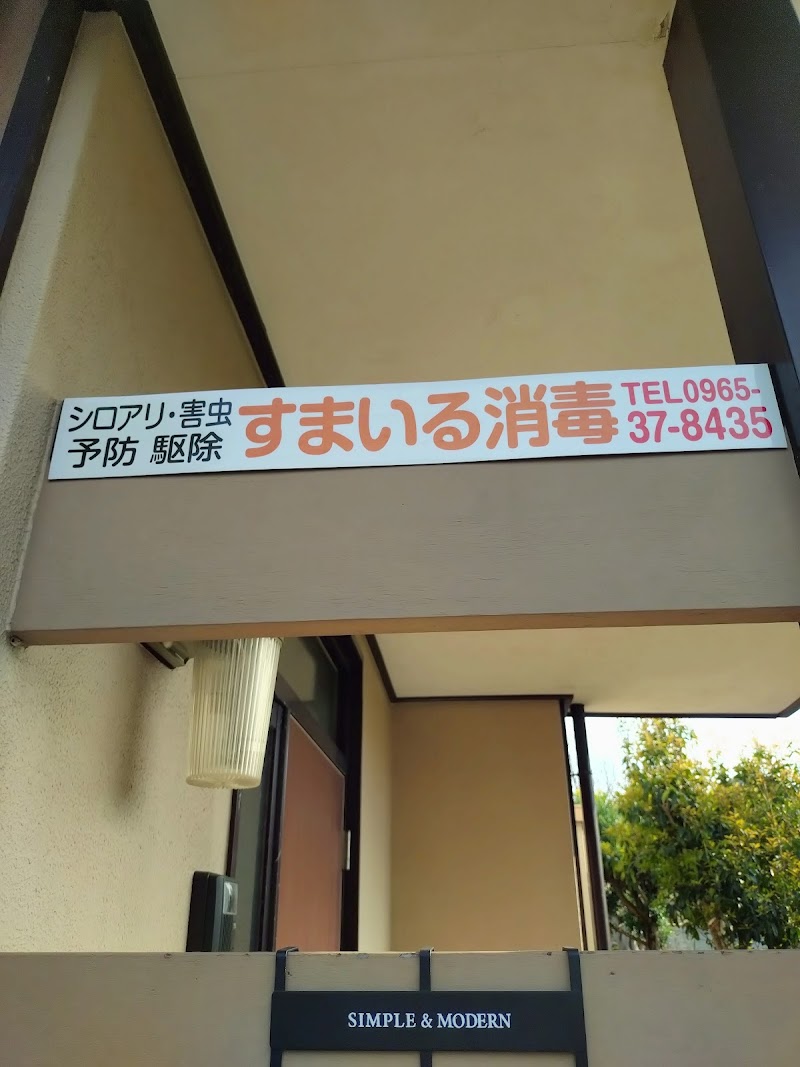 シロアリ・害虫
予防 駆除
すまいる消毒
TEL0965-
37-8435
SIMPLE & MODERN